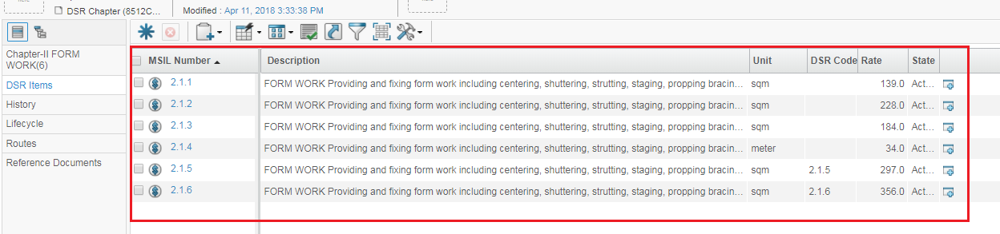 HERE
DSR Chapter (8512C...
Modified : Apr 11, 2018 3:33:38 PM
HERE
Chapter-II FORM
WORK(6)
DSR Items
History
Lifecycle
Routes
Reference Documents
MSIL Number Description Unit DSR Code Rate State
2.1.1 FORM WORK Providing and fixing form work including centering, shuttering, strutting, staging, propping bracin... sqm 139.0 Act...
2.1.2 FORM WORK Providing and fixing form work including centering, shuttering, strutting, staging, propping bracin... sqm 228.0 Act...
2.1.3 FORM WORK Providing and fixing form work including centering, shuttering, strutting, staging, propping bracin... sqm 184.0 Act...
2.1.4 FORM WORK Providing and fixing form work including centering, shuttering, strutting, staging, propping bracin... meter 34.0 Act...
2.1.5 FORM WORK Providing and fixing form work including centering, shuttering, strutting, staging, propping bracin... sqm 2.1.5 297.0 Act...
2.1.6 FORM WORK Providing and fixing form work including centering, shuttering, strutting, staging, propping bracin... sqm 2.1.6 356.0 Act...